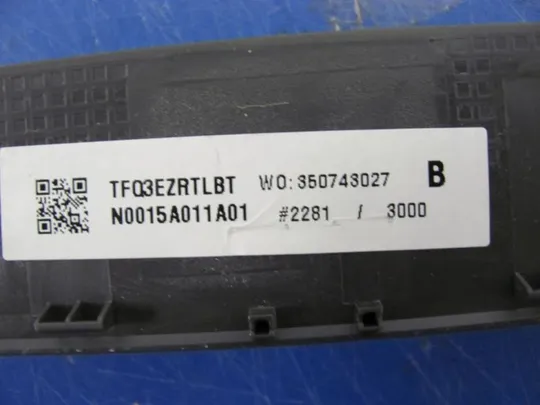 TFQ3EZRTLBT WO:350743027 B
N0015A011A01 #2281 / 3000